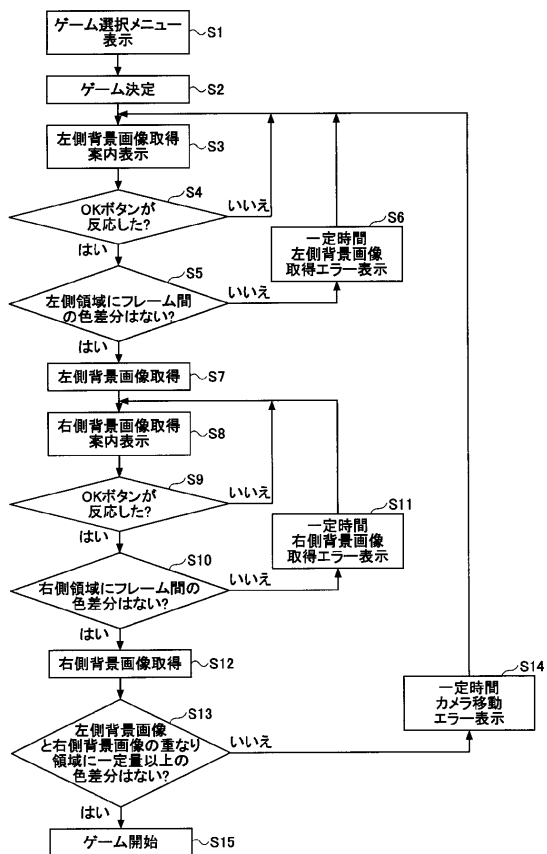 ゲーム選択メニュー
表示
S1
ゲーム決定
S2
左側背景画像取得
案内表示
S3
S4
OKボタンが
反応した?
いいえ
はい
S5
左側領域にフレーム間
の色差分はない?
いいえ
S6
一定時間
左側背景画像
取得エラー表示
はい
左側背景画像取得
S7
右側背景画像取得
案内表示
S8
S9
OKボタンが
反応した?
いいえ
はい
S10
右側領域にフレーム間の
色差分はない?
いいえ
S11
一定時間
右側背景画像
取得エラー表示
はい
右側背景画像取得
S12
S13
左側背景画像
と右側背景画像の重なり
領域に一定量以上の
色差分はない?
いいえ
S14
一定時間
カメラ移動
エラー表示
はい
ゲーム開始
S15